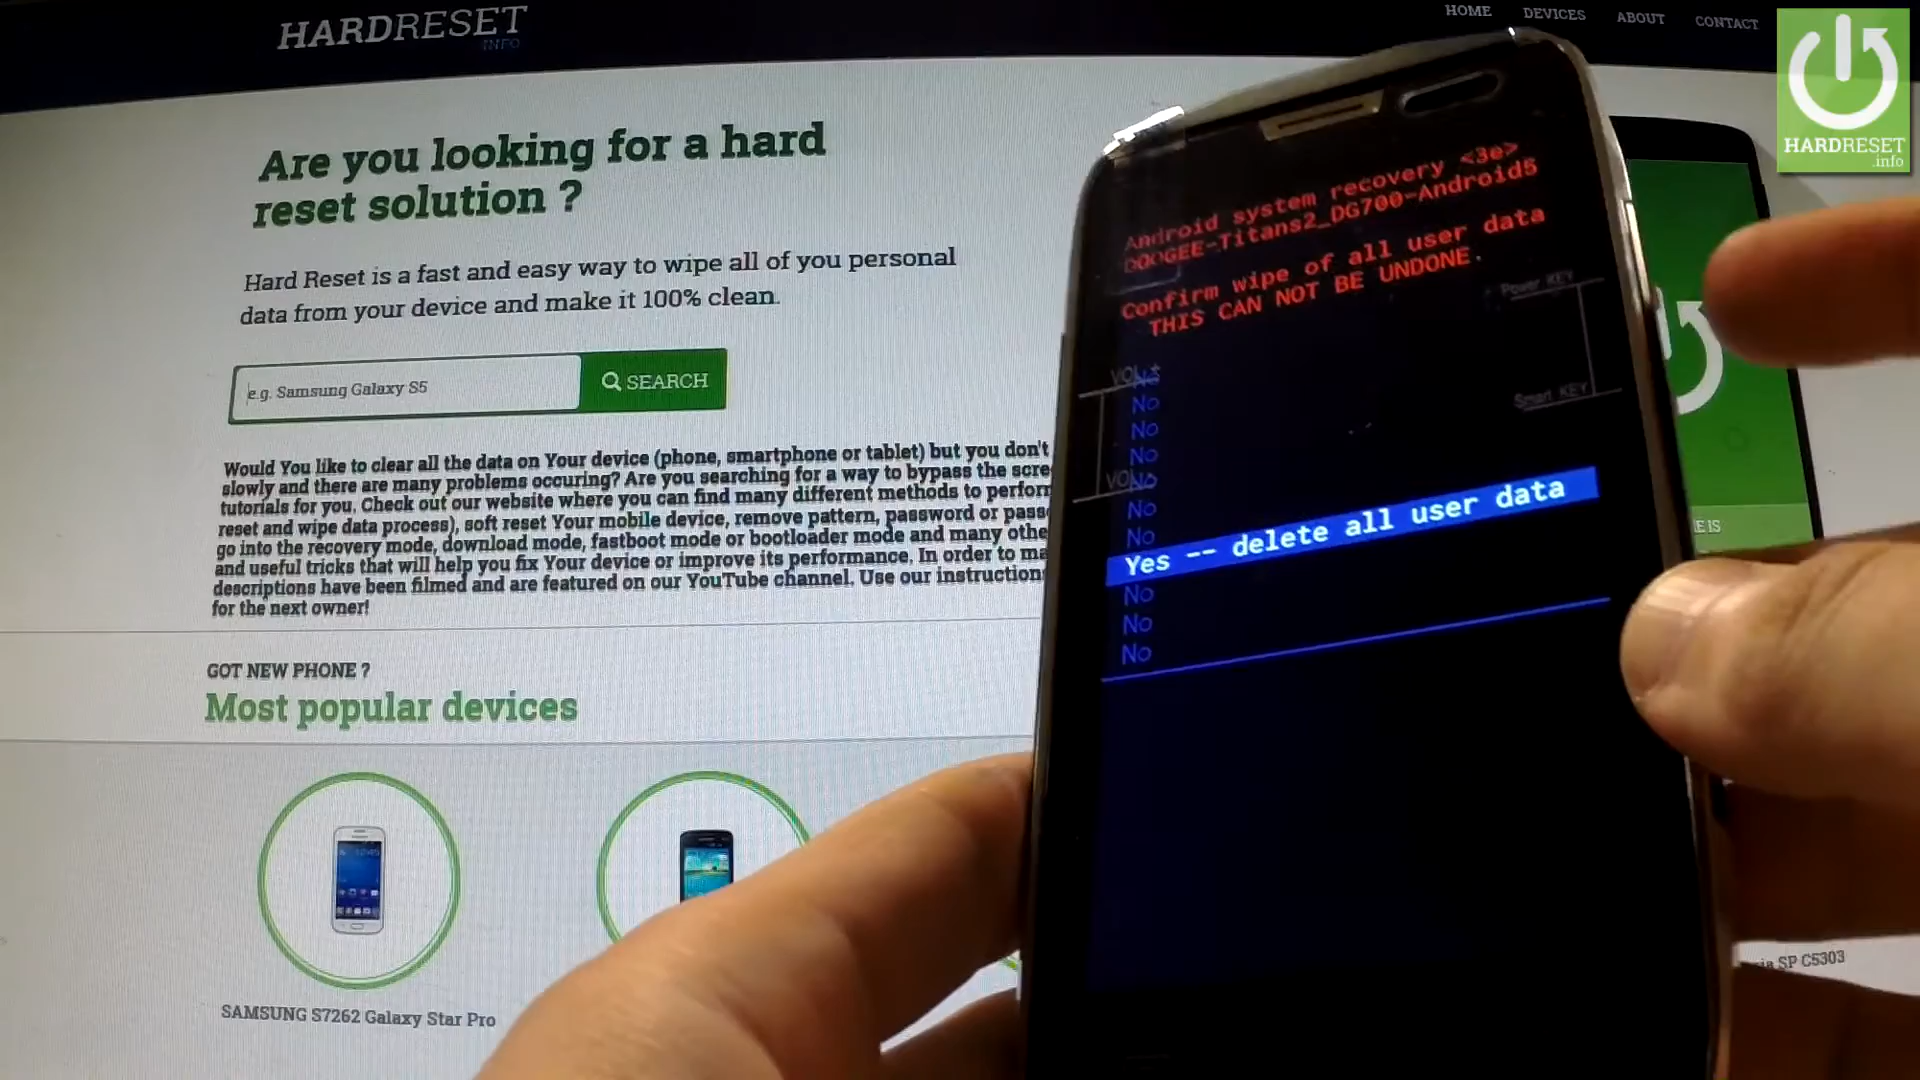 HARDRESET
INFO
HOME DEVICES ABOUT CONTACT
HARDRESET
.info
Are you looking for a hard
reset solution ?
Hard Reset is a fast and easy way to wipe all of you personal
data from your device and make it 100% clean.
e.g. Samsung Galaxy S5
SEARCH
Would You like to clear all the data on Your device (phone, smartphone or tablet) but you don't
slowly and there are many problems occuring? Are you searching for a way to bypass the scre
tutorials for you. Check out our website where you can find many different methods to perform
reset and wipe data process), soft reset Your mobile device, remove pattern, password or pass
go into the recovery mode, download mode, fastboot mode or bootloader mode and many othe
and useful tricks that will help you fix Your device or improve its performance. In order to ma
descriptions have been filmed and are featured on our YouTube channel. Use our instruction
for the next owner!
GOT NEW PHONE ?
Most popular devices
SAMSUNG S7262 Galaxy Star Pro
Android system recovery <3e>
DOOGEE-Titans2_DG700-Android5
Confirm wipe of all user data
THIS CAN NOT BE UNDONE.
Power KEY
Smart KEY
VOL+
No
No
No
No
VOL
No
No
No
Yes -- delete all user data
No
No
No
E IS
SP C5303